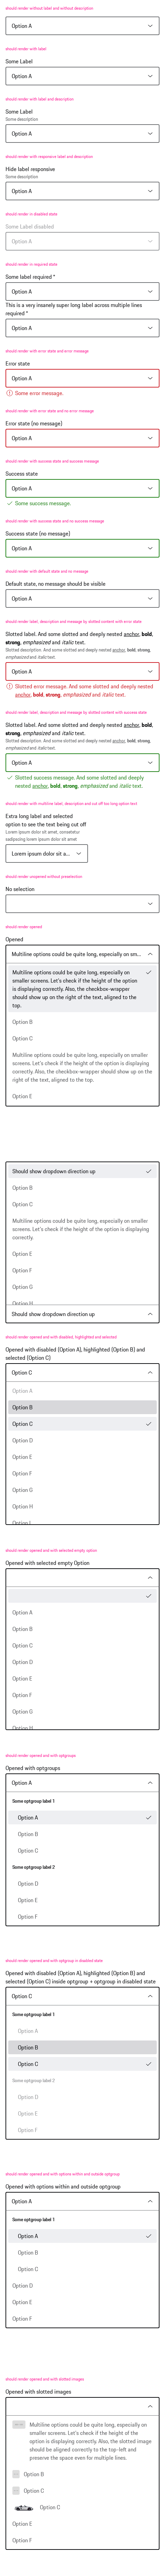 should render without label and without description
Option A
should render with label
Some Label
Option A
should render with label and description
Some Label
Some description
Option A
should render with responsive label and description
Hide label responsive
Some description
Option A
should render in disabled state
Some Label disabled
Option A
should render in required state
Some label required *
Option A
This is a very insanely super long label across multiple lines
required *
Option A
should render with error state and error message
Error state
Option A
Some error message.
should render with error state and no error message
Error state (no message)
Option A
should render with success state and success message
Success state
Option A
Some success message.
should render with success state and no success message
Success state (no message)
Option A
should render with default state and no message
Default state, no message should be visible
Option A
should render label, description and message by slotted content with error state
Slotted label. And some slotted and deeply nested anchor, bold,
strong, emphasized and italic text.
Slotted description. And some slotted and deeply nested anchor, bold, strong,
emphasized and italic text.
Option A
Slotted error message. And some slotted and deeply nested
anchor, bold, strong, emphasized and italic text.
should render label, description and message by slotted content with success state
Slotted label. And some slotted and deeply nested anchor, bold,
strong, emphasized and italic text.
Slotted description. And some slotted and deeply nested anchor, bold, strong,
emphasized and italic text.
Option A
Slotted success message. And some slotted and deeply
nested anchor, bold, strong, emphasized and italic text.
should render with multiline label, description and cut off too long option text
Extra long label and selected
option to see the text being cut off
Lorem ipsum dolor sit amet, consetetur
sadipscing lorem ipsum dolor sit amet
Lorem ipsum dolor sit a...
should render unopened without preselection
No selection
should render opened
Opened
Multiline options could be quite long, especially on sm...
Multiline options could be quite long, especially on
smaller screens. Let's check if the height of the option
is displaying correctly. Also, the checkbox-wrapper
should show up on the right of the text, aligned to the
top.
Option B
Option C
Multiline options could be quite long, especially on smaller
screens. Let's check if the height of the option is displaying
correctly. Also, the checkbox-wrapper should show up on the
right of the text, aligned to the top.
Option E
Should show dropdown direction up
Option B
Option C
Multiline options could be quite long, especially on smaller
screens. Let's check if the height of the option is displaying
correctly.
Option E
Option F
Option G
Option H
Should show dropdown direction up
should render opened and with disabled, highlighted and selected
Opened with disabled (Option A), highlighted (Option B) and
selected (Option C)
Option C
Option A
Option B
Option C
Option D
Option E
Option F
Option G
Option H
should render opened and with selected empty option
Opened with selected empty Option
Option A
Option B
Option C
Option D
Option E
Option F
Option G
Option H
should render opened and with optgroups
Opened with optgroups
Option A
Some optgroup label 1
Option A
Option B
Option C
Some optgroup label 2
Option D
Option E
Option F
should render opened and with optgroup in disabled state
Opened with disabled (Option A), highlighted (Option B) and
selected (Option C) inside optgroup + optgroup in disabled state
Option C
Some optgroup label 1
Option A
Option B
Option C
Some optgroup label 2
Option D
Option E
Option F
should render opened and with options within and outside optgroup
Opened with options within and outside optgroup
Option A
Some optgroup label 1
Option A
Option B
Option C
Option D
Option E
Option F
should render opened and with slotted images
Opened with slotted images
Multiline options could be quite long, especially on
smaller screens. Let's check if the height of the
option is displaying correctly. Also, the slotted image
should be aligned correctly to the top-left and
preserve the space even for multiple lines.
Option B
Option C
Option C
Option E
Option F